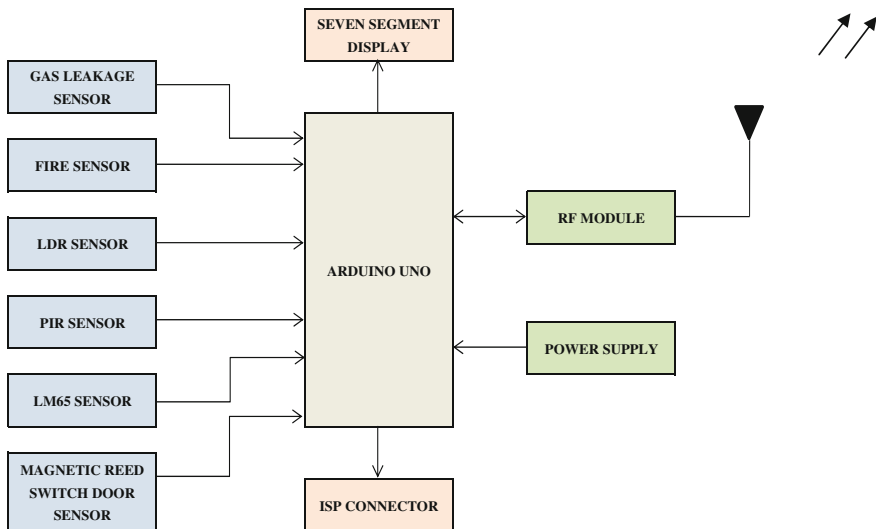 SEVEN SEGMENT
DISPLAY
GAS LEAKAGE
SENSOR
FIRE SENSOR
LDR SENSOR
PIR SENSOR
LM65 SENSOR
MAGNETIC REED
SWITCH DOOR
SENSOR
ARDUINO UNO
RF MODULE
POWER SUPPLY
ISP CONNECTOR